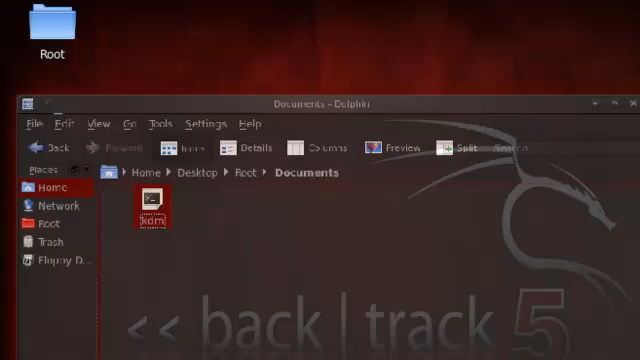 Root
Documents – Dolphin
File Edit View Go Tools Settings Help
Back Forward Icons Details Columns Preview Split Search
Places
Home Desktop Root Documents
Home
Network
Root
Trash
Floppy D...
kdm
<< back | track 5